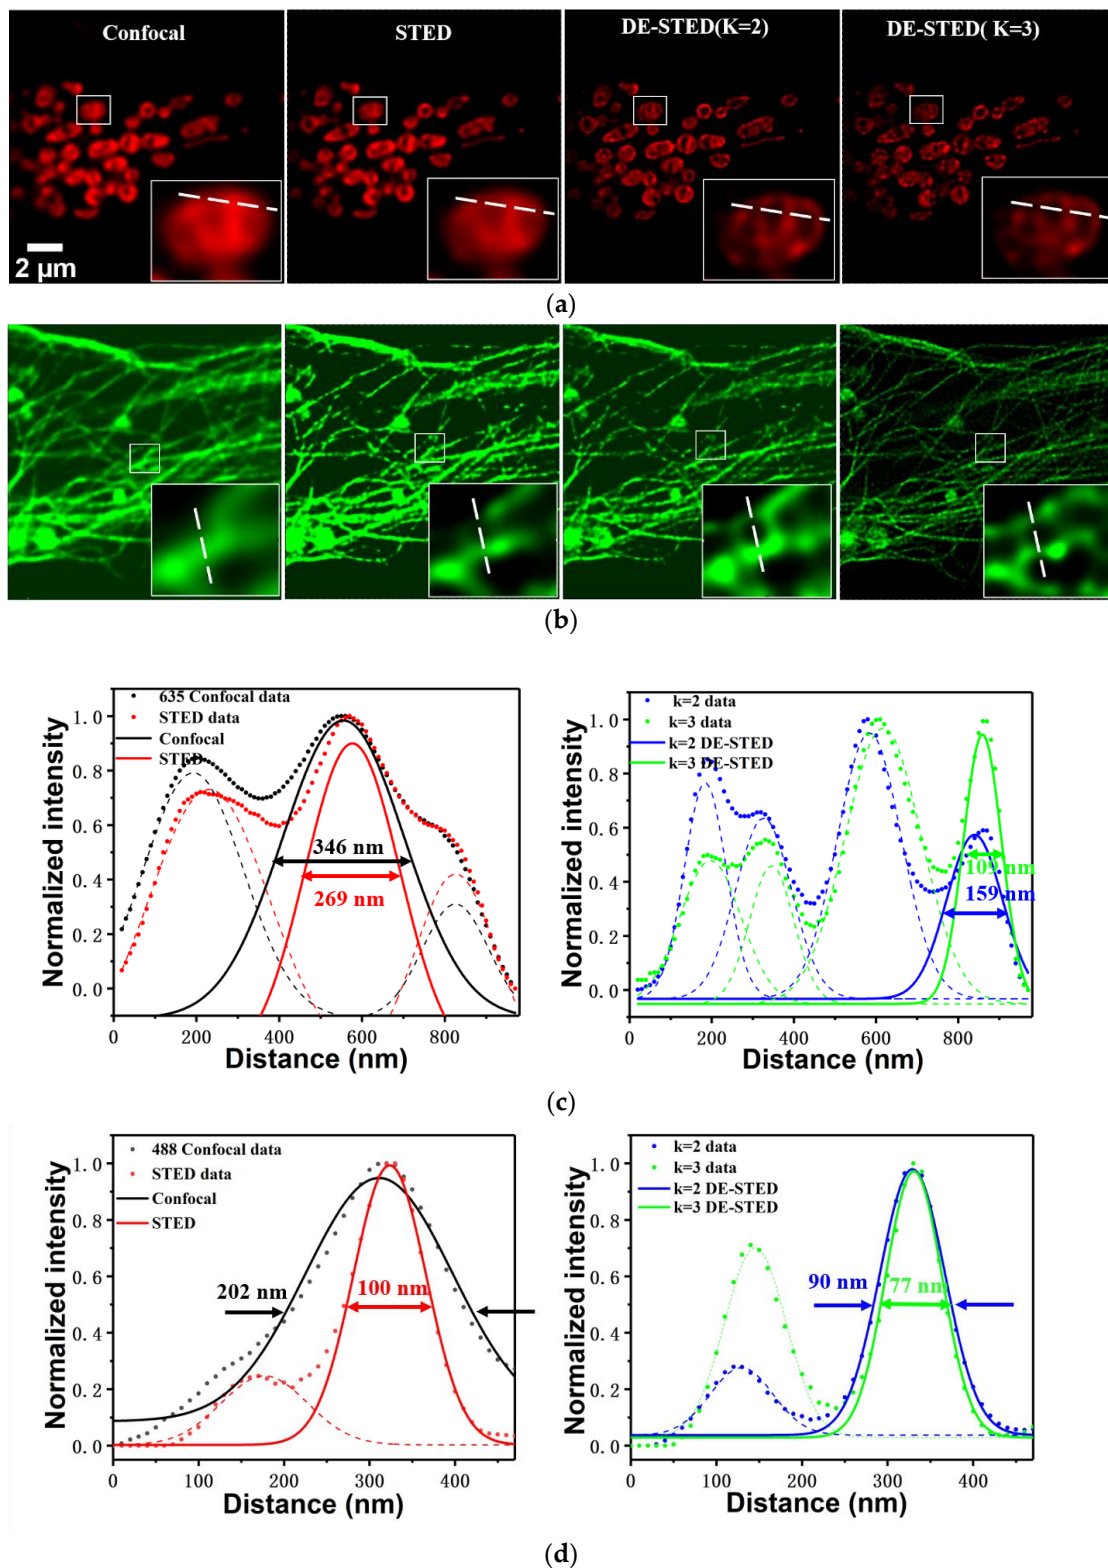 Confocal
STED
DE-STED(K=2)
DE-STED( K=3)
2 µm
(a)
(b)
635 Confocal data
STED data
Confocal
STED
346 nm
269 nm
1. 0
0. 8
0. 6
0. 4
0. 2
0. 0
Normalized intensity
0 200 400 600 800
Distance (nm)
k=2 data
k=3 data
k=2 DE-STED
k=3 DE-STED
109 nm
159 nm
1. 0
0. 8
0. 6
0. 4
0. 2
0. 0
Normalized intensity
0 200 400 600 800
Distance (nm)
(c)
488 Confocal data
STED data
Confocal
STED
202 nm
100 nm
1. 0
0. 8
0. 6
0. 4
0. 2
0. 0
Normalized intensity
0 100 200 300 400
Distance (nm)
k=2 data
k=3 data
k=2 DE-STED
k=3 DE-STED
90 nm
77 nm
1. 0
0. 8
0. 6
0. 4
0. 2
0. 0
Normalized intensity
0 100 200 300 400
Distance (nm)
(d)